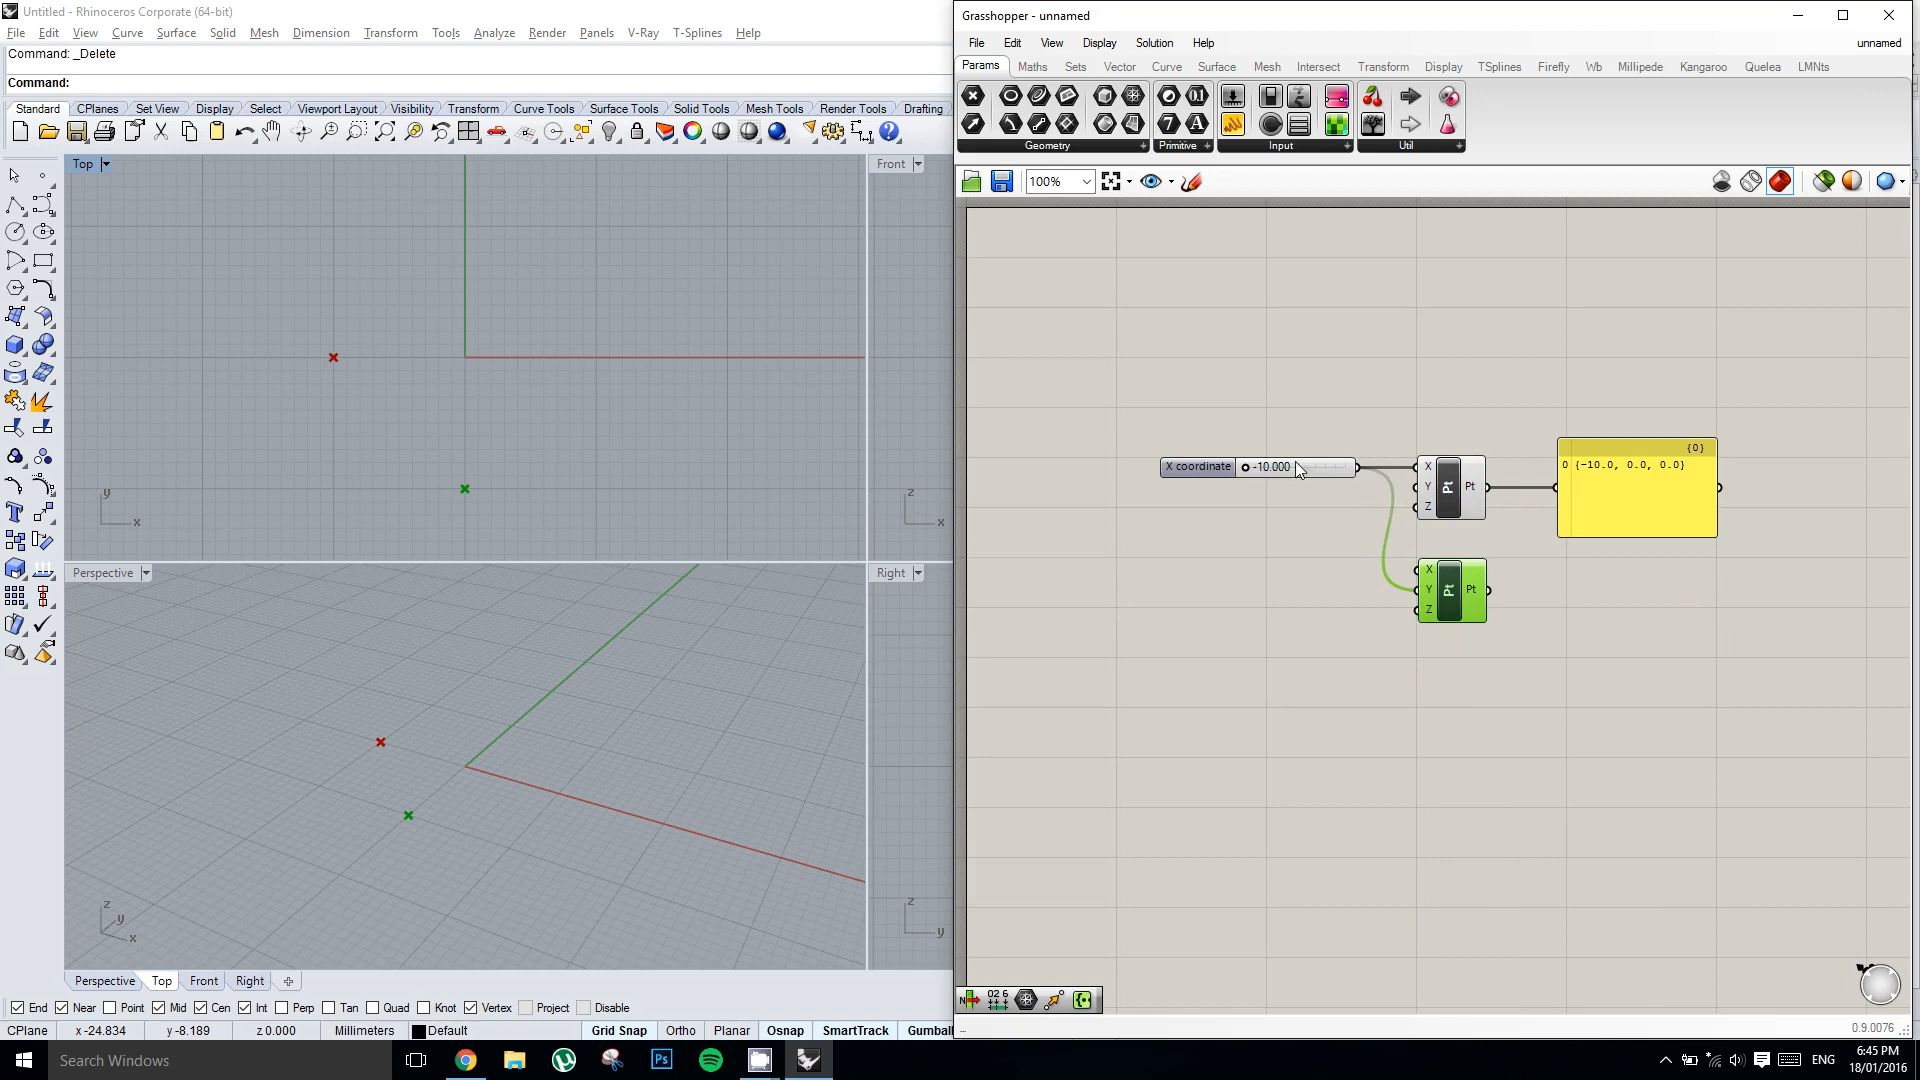 Untitled - Rhinoceros Corporate (64-bit)
File Edit View Curve Surface Solid Mesh Dimension Transform Tools Analyze Render Panels V-Ray T-Splines Help
Command: _Delete
Command:
Standard CPlanes Set View Display Select Viewport Layout Visibility Transform Curve Tools Surface Tools Solid Tools Mesh Tools Render Tools Drafting
Top
Front
y
x
z
x
Perspective
Right
z
y
x
z
y
Perspective Top Front Right
End Near Point Mid Cen Int Perp Tan Quad Knot Vertex Project Disable
CPlane x -24.834 y -8.189 z 0.000 Millimeters Default Grid Snap Ortho Planar Osnap SmartTrack Gumball
Grasshopper - unnamed
File Edit View Display Solution Help unnamed
Params Maths Sets Vector Curve Surface Mesh Intersect Transform Display TSplines Firefly Wb Millipede Kangaroo Quelea LMNts
Geometry Primitive Input Util
100%
X coordinate -10.000
X
Y
Z
Pt
Pt
{0}
0 {-10.0, 0.0, 0.0}
X
Y
Z
Pt
Pt
0.9.0076
Search Windows
ENG
6:45 PM
18/01/2016